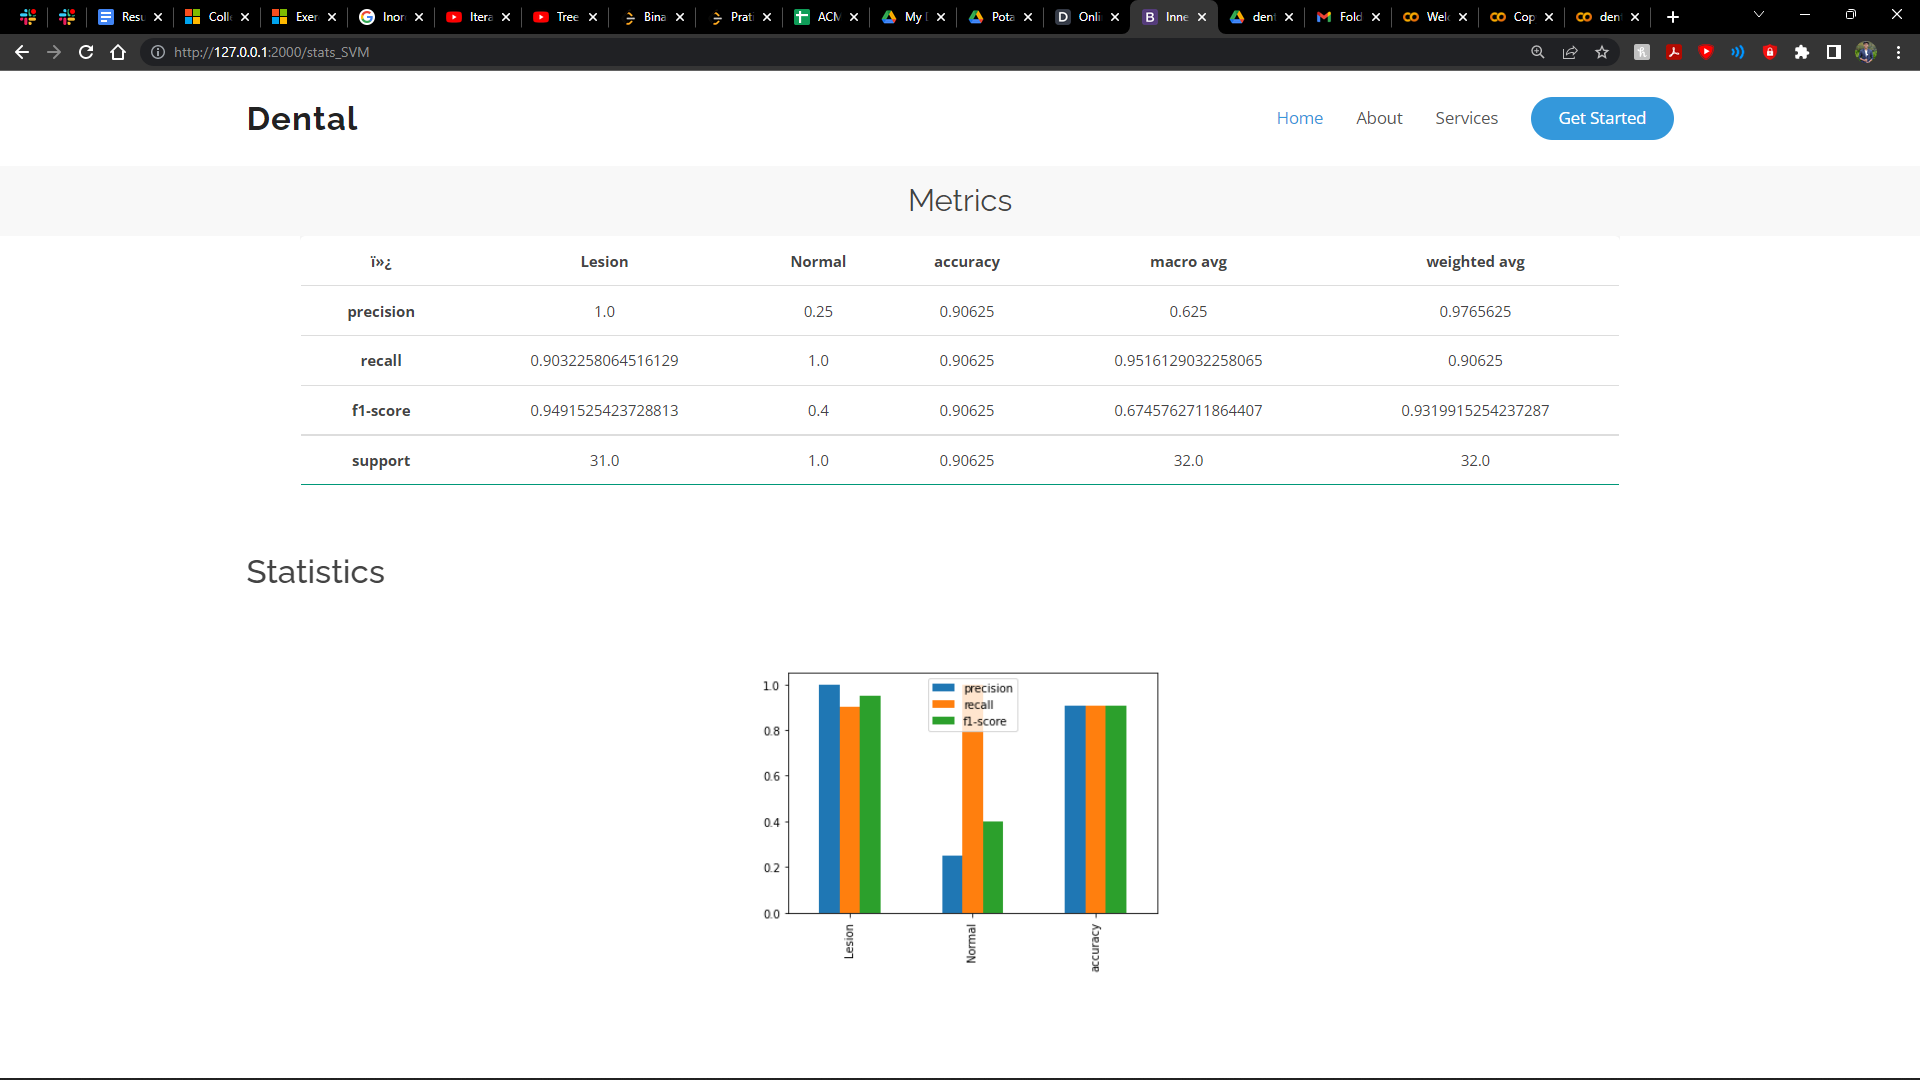 Resu Coll Exer Inor Itera Tree Bina Prati ACM My Pota Onli Inne dent Fold Welc Cop den
http://127.0.0.1:2000/stats_SVM
Dental Home About Services Get Started
Metrics
ï»¿ Lesion Normal accuracy macro avg weighted avg
precision 1.0 0.25 0.90625 0.625 0.9765625
recall 0.9032258064516129 1.0 0.90625 0.9516129032258065 0.90625
f1-score 0.9491525423728813 0.4 0.90625 0.6745762711864407 0.9319915254237287
support 31.0 1.0 0.90625 32.0 32.0
Statistics
precision
recall
f1-score
1.0
0.8
0.6
0.4
0.2
0.0
Lesion
Normal
accuracy